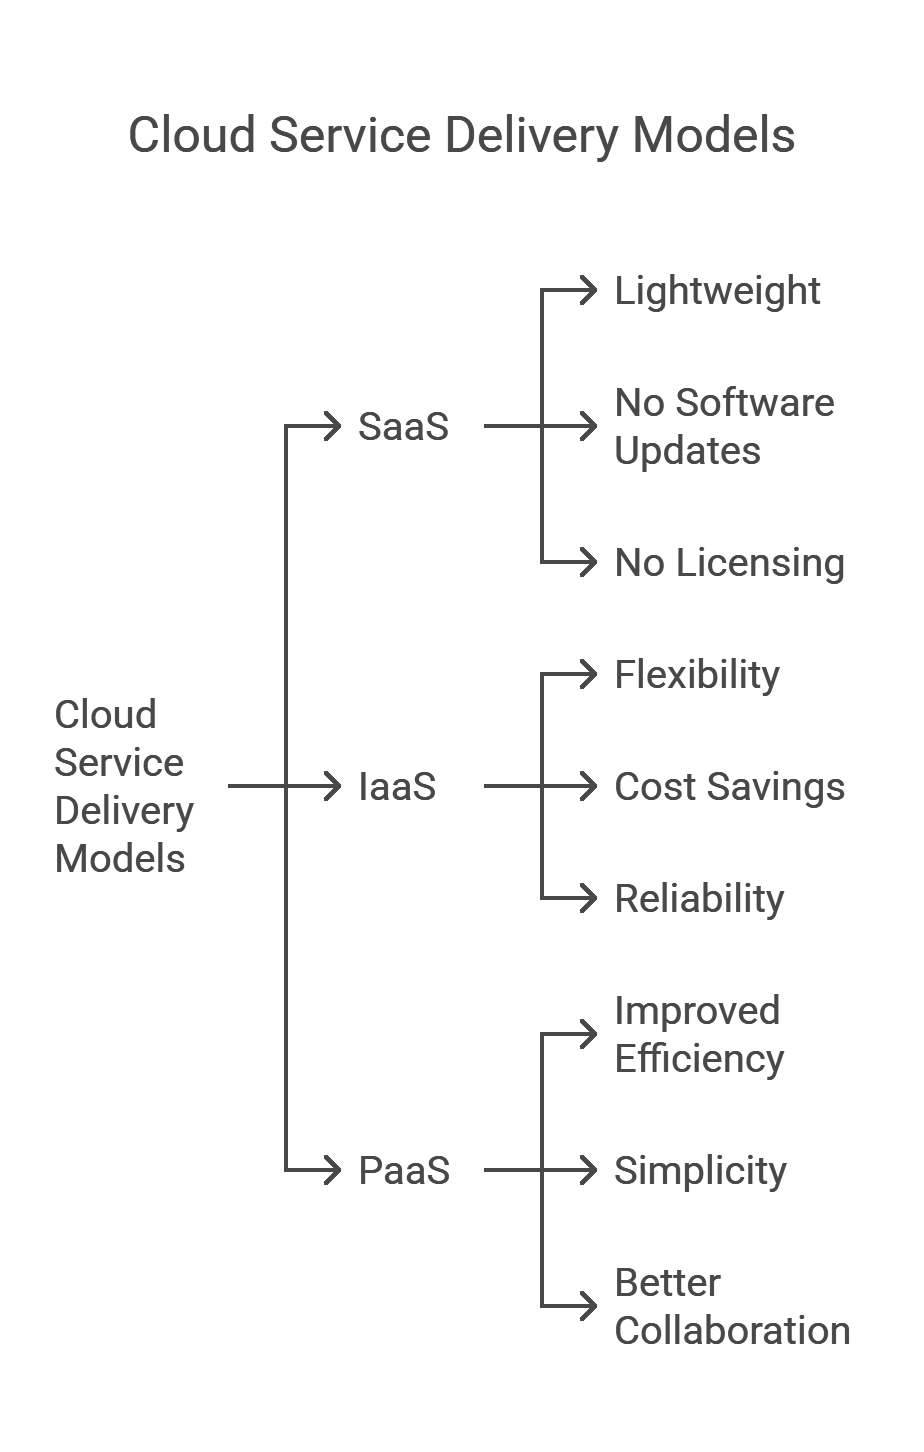 Cloud Service Delivery Models
Lightweight
No Software
Updates
SaaS
No Licensing
Flexibility
Cloud
Service
Delivery
Models
IaaS
Cost Savings
Reliability
Improved
Efficiency
PaaS
Simplicity
Better
Collaboration